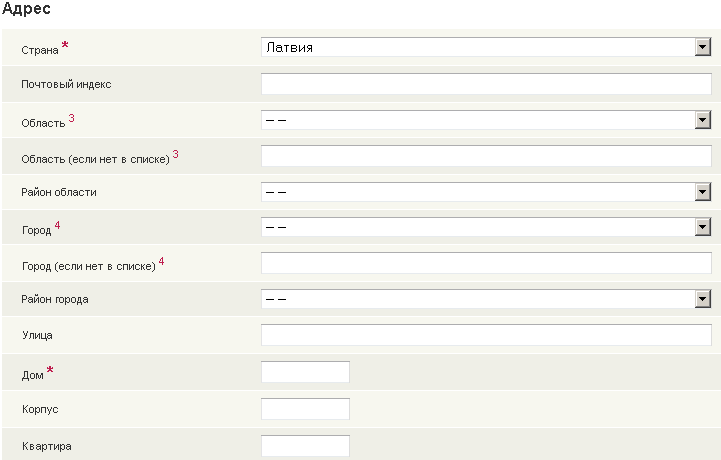 Адрес
Страна * Латвия
Почтовый индекс
Область 3 – –
Область (если нет в списке) 3
Район области – –
Город 4 – –
Город (если нет в списке) 4
Район города – –
Улица
Дом *
Корпус
Квартира